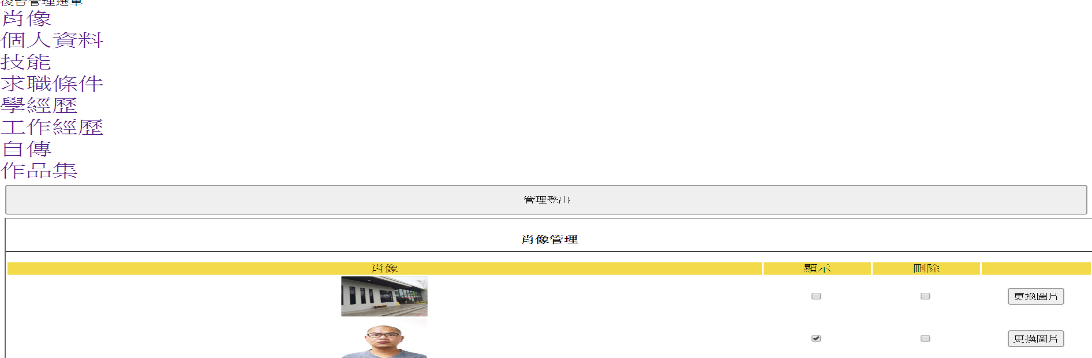 後台管理選單
肖像
個人資料
技能
求職條件
學經歷
工作經歷
自傳
作品集
管理登出
肖像管理
肖像 顯示 刪除
更換圖片
更換圖片